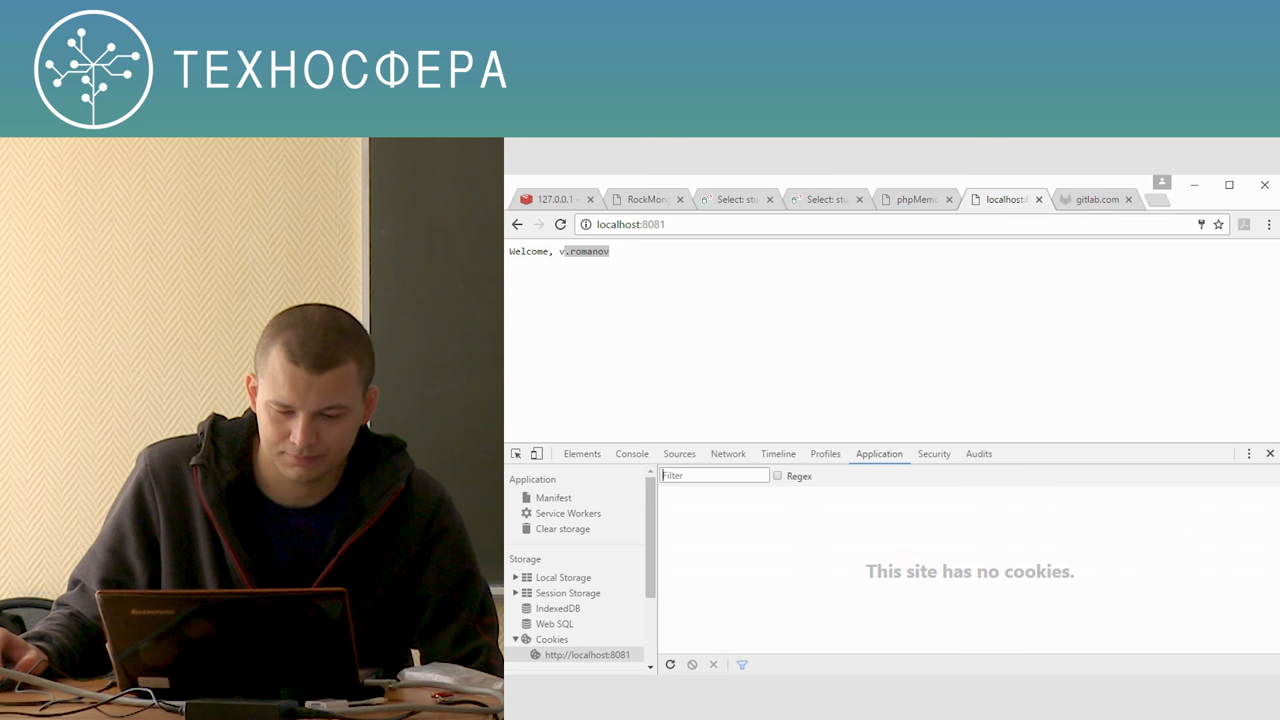 ТЕХНОСФЕРА
127.0.0.1 -
RockMon
Select: stu
Select: stu
phpMemc
localhost:
gitlab.com
localhost:8081
Welcome, v.romanov
Elements Console Sources Network Timeline Profiles Application Security Audits
Application
Manifest
Service Workers
Clear storage
Storage
Local Storage
Session Storage
IndexedDB
Web SQL
Cookies
http://localhost:8081
Filter
Regex
This site has no cookies.